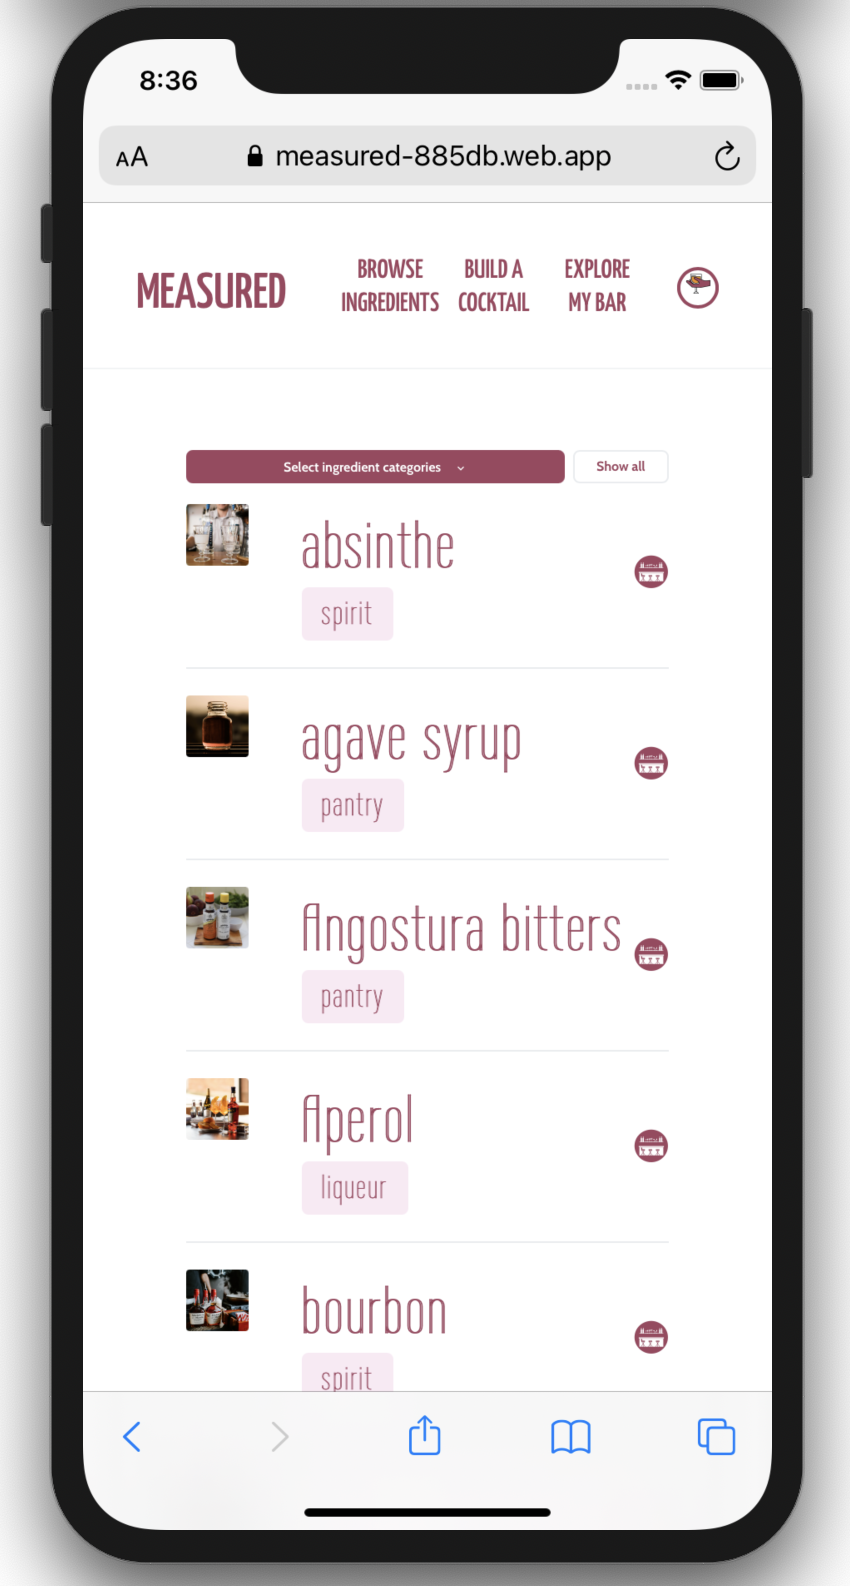 8:36
AA measured-885db.web.app
MEASURED
BROWSE
INGREDIENTS
BUILD A
COCKTAIL
EXPLORE
MY BAR
Select ingredient categories
Show all
absinthe
spirit
agave syrup
pantry
Angostura bitters
pantry
Aperol
liqueur
bourbon
spirit